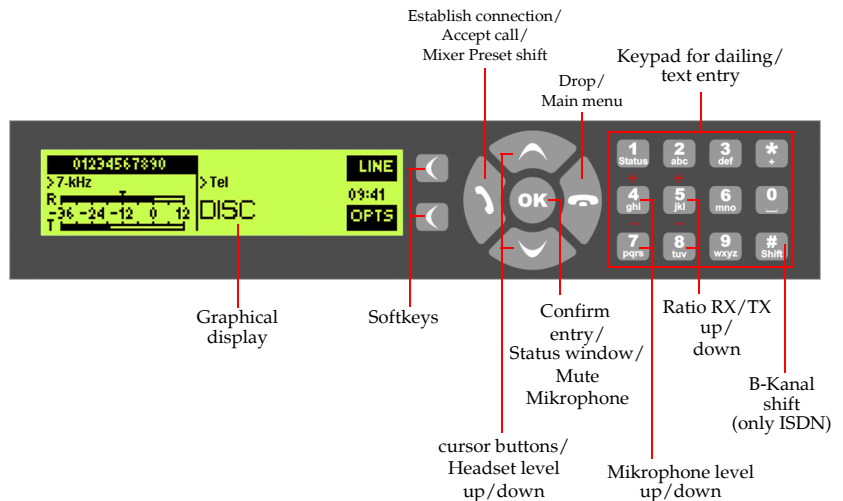 Establish connection/
Accept call/
Mixer Preset shift
Drop/
Main menu
Keypad for dailing/
text entry
01234567890
>7-kHz
R
-36 -24 -12 0 12
T
>Tel
DISC
LINE
09:41
OPTS
OK
1
Status
2
abc
3
def
*
+
+ +
4
ghi
5
jkl
6
mno
0
_
- -
7
pqrs
8
tuv
9
wxyz
#
Shift
Graphical
display
Softkeys
Confirm
entry/
Status window/
Mute
Mikrophone
Ratio RX/TX
up/
down
B-Kanal
shift
(only ISDN)
cursor buttons/
Headset level
up/down
Mikrophone level
up/down